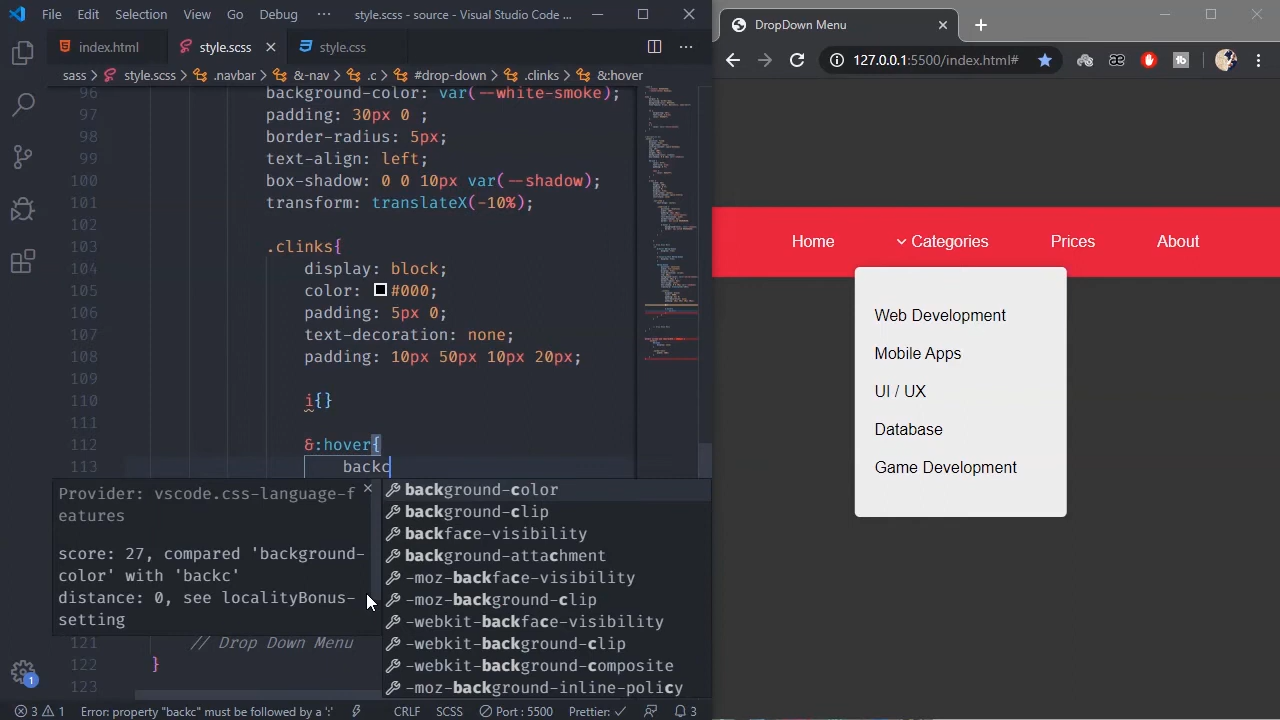 File Edit Selection View Go Debug ··· style.scss - source - Visual Studio Code ...
index.html style.scss style.css
sass > style.scss > .navbar > &-nav > .c > #drop-down > .clinks > &:hover
96 background-color: var(--white-smoke);
97 padding: 30px 0 ;
98 border-radius: 5px;
99 text-align: left;
100 box-shadow: 0 0 10px var(--shadow);
101 transform: translateX(-10%);
102
103 .clinks{
104 display: block;
105 color: #000;
106 padding: 5px 0;
107 text-decoration: none;
108 padding: 10px 50px 10px 20px;
109
110 i{}
111
112 &:hover{
113 backc
Provider: vscode.css-language-f
eatures
score: 27, compared 'background-
color' with 'backc'
distance: 0, see localityBonus-
setting
background-color
background-clip
backface-visibility
background-attachment
-moz-backface-visibility
-moz-background-clip
-webkit-backface-visibility
-webkit-background-clip
-webkit-background-composite
-moz-background-inline-policy
121 // Drop Down Menu
122 }
123
3 1 Error: property "backc" must be followed by a ':' CRLF SCSS Port : 5500 Prettier: ✓ 3
1
DropDown Menu
127.0.0.1:5500/index.html#
Home Categories Prices About
Web Development
Mobile Apps
UI / UX
Database
Game Development